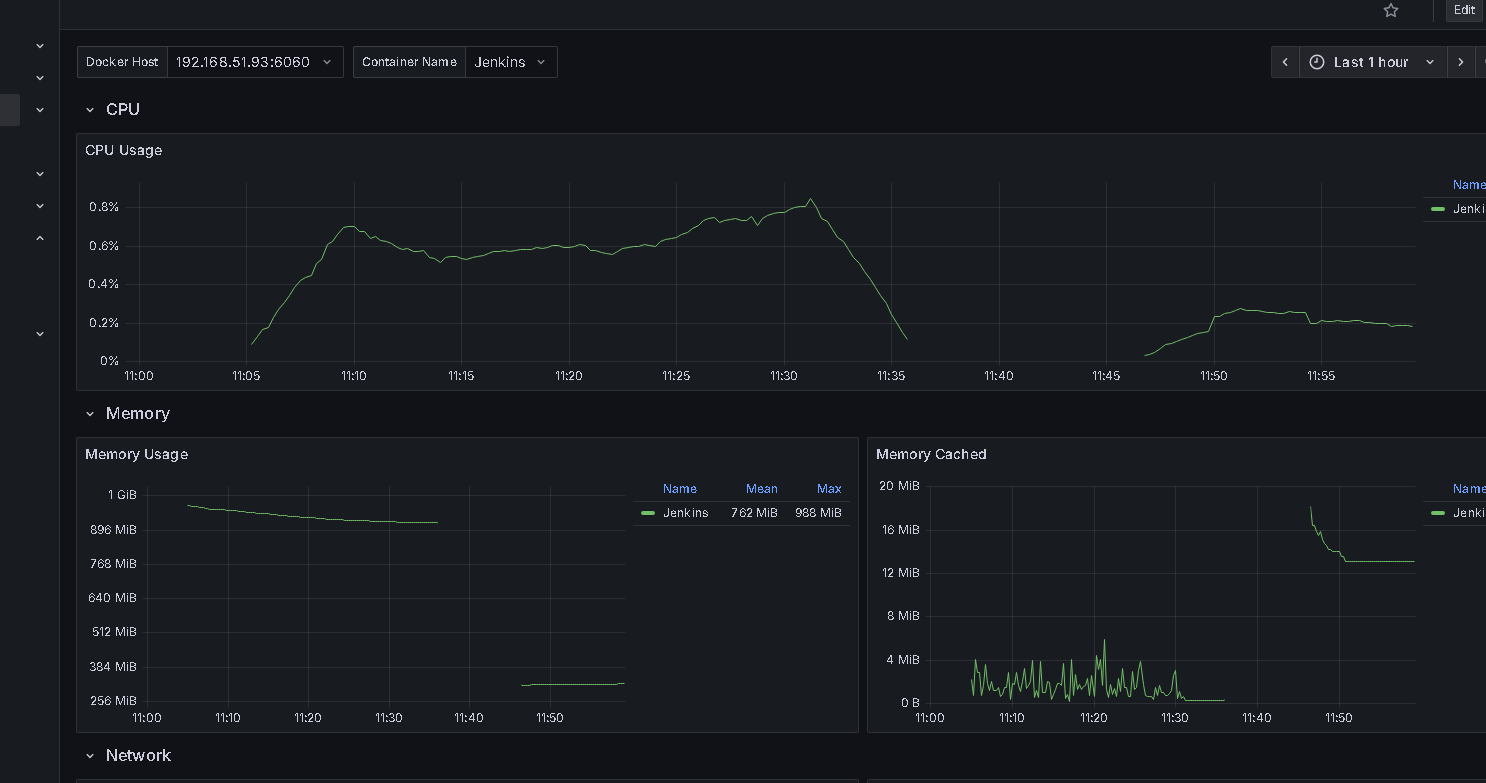 Edit
Docker Host 192.168.51.93:6060 Container Name Jenkins Last 1 hour
CPU
CPU Usage
0.8%
0.6%
0.4%
0.2%
0%
11:00 11:05 11:10 11:15 11:20 11:25 11:30 11:35 11:40 11:45 11:50 11:55
Name
Jenki
Memory
Memory Usage
1 GiB
896 MiB
768 MiB
640 MiB
512 MiB
384 MiB
256 MiB
11:00 11:10 11:20 11:30 11:40 11:50
Name Mean Max
Jenkins 762 MiB 988 MiB
Memory Cached
20 MiB
16 MiB
12 MiB
8 MiB
4 MiB
0 B
11:00 11:10 11:20 11:30 11:40 11:50
Name
Jenki
Network